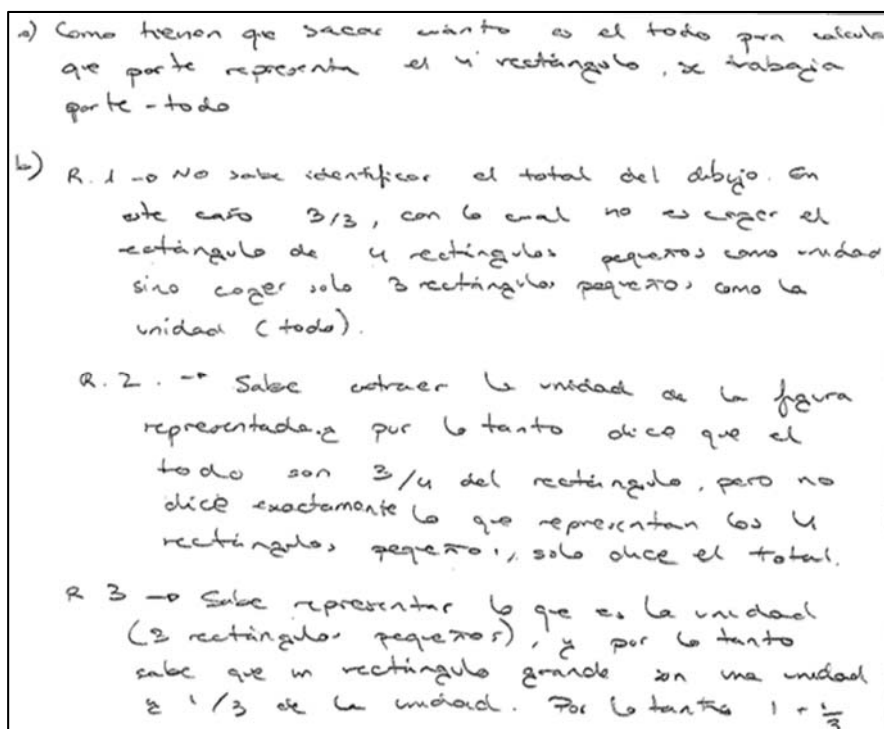 a) Como tienen que sacar cuánto es el todo para calcula
que parte representa el 4º rectángulo, se trabaja
parte - todo
b) R. 1 → No sabe identificar el total del dibujo. En
este caso 3/3, con lo cual no es coger el
rectángulo de 4 rectángulos pequeños como unidad
sino coger solo 3 rectángulos pequeños como la
unidad (todo).
R. 2. → Sabe extraer la unidad de la figura
representada y por lo tanto dice que el
todo son 3/4 del rectángulo, pero no
dice exactamente lo que representan los 4
rectángulos pequeños, solo dice el total.
R 3 → Sabe representar lo que es la unidad
(3 rectángulos pequeños), y por lo tanto
sabe que un rectángulo grande son una unidad
y 1/3 de la unidad. Por lo tanto 1 + 1/3